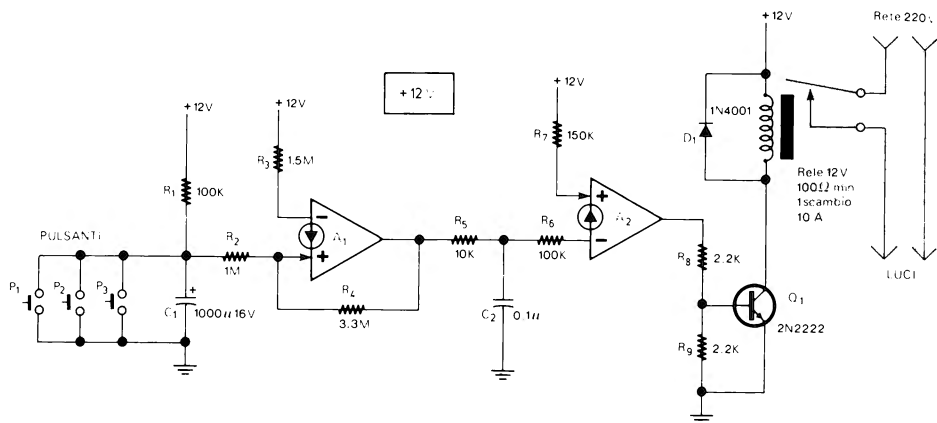 +12V
Rete 220V
+12V
+12V
+12V
+12V
R7
150K
1N4001
D1
R3
1.5M
R1
100K
Rele 12V
100Ω min
1 scambio
10 A
PULSANTI
R2
1M
A1
R5
10K
R6
100K
A2
R8
2.2K
LUCI
P1
P2
P3
+
C1
1000µ 16V
R4
3.3M
C2
0.1µ
Q1
2N2222
R9
2.2K